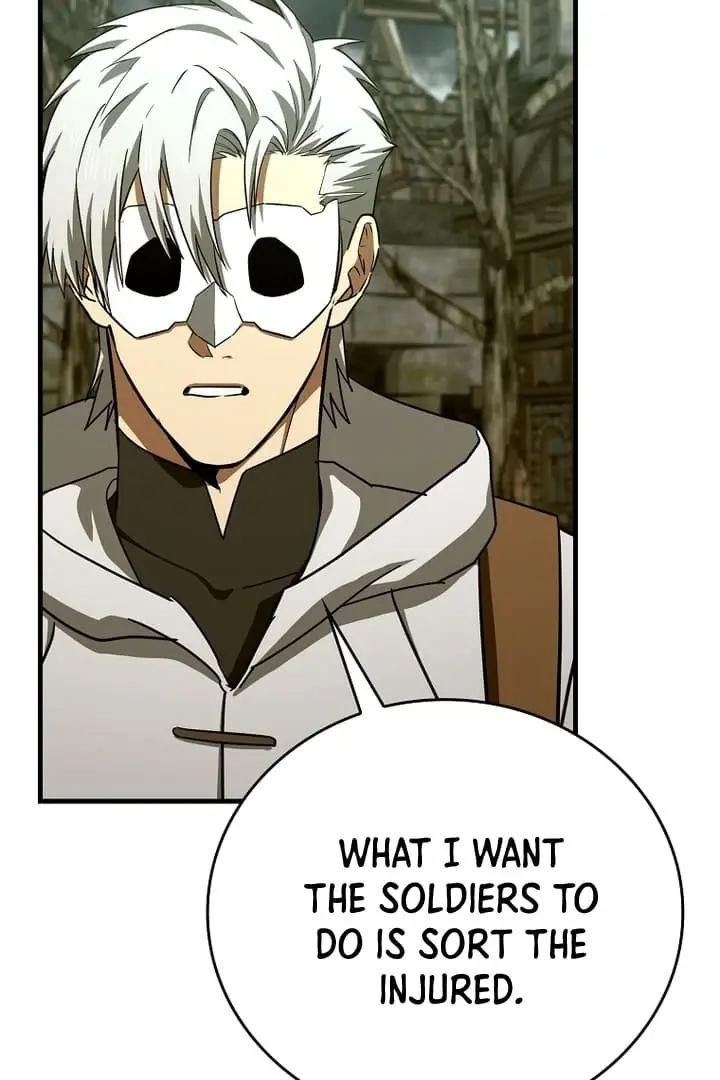 WHAT I WANT
THE SOLDIERS TO
DO IS SORT THE
INJURED.